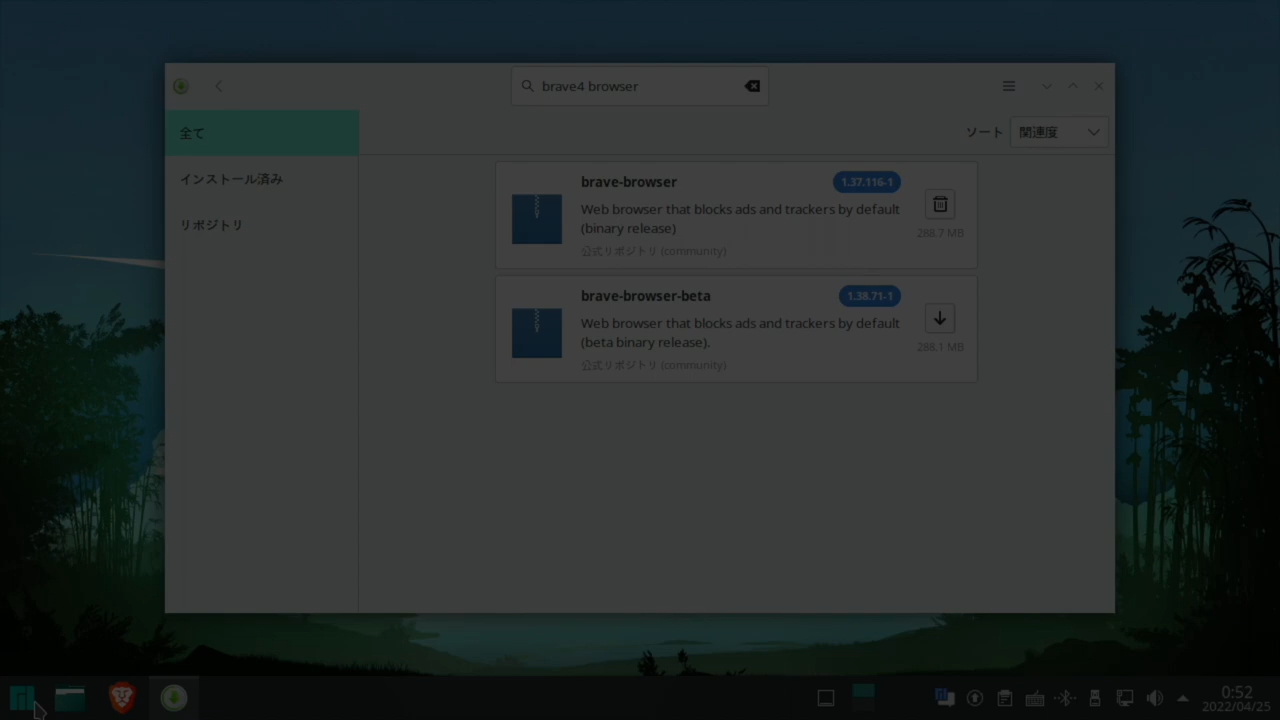 brave4 browser
全て
ソート
関連度
インストール済み
リポジトリ
brave-browser
1.37.116-1
Web browser that blocks ads and trackers by default
(binary release)
288.7 MB
公式リポジトリ (community)
brave-browser-beta
1.38.71-1
Web browser that blocks ads and trackers by default
(beta binary release).
288.1 MB
公式リポジトリ (community)
0:52
2022/04/25